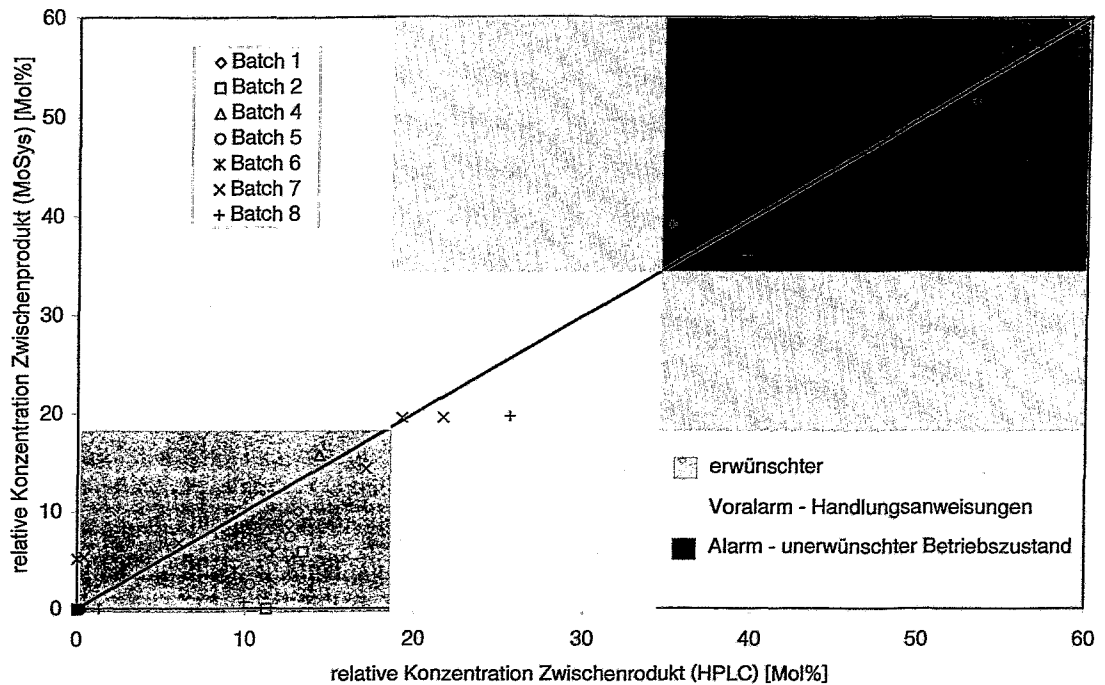 relative Konzentration Zwischenprodukt (MoSys) [Mol%]
60
50
40
30
20
10
0
Batch 1
Batch 2
Batch 4
Batch 5
Batch 6
Batch 7
Batch 8
erwünschter
Voralarm - Handlungsanweisungen
Alarm - unerwünschter Betriebszustand
0 10 20 30 40 50 60
relative Konzentration Zwischenrodukt (HPLC) [Mol%]